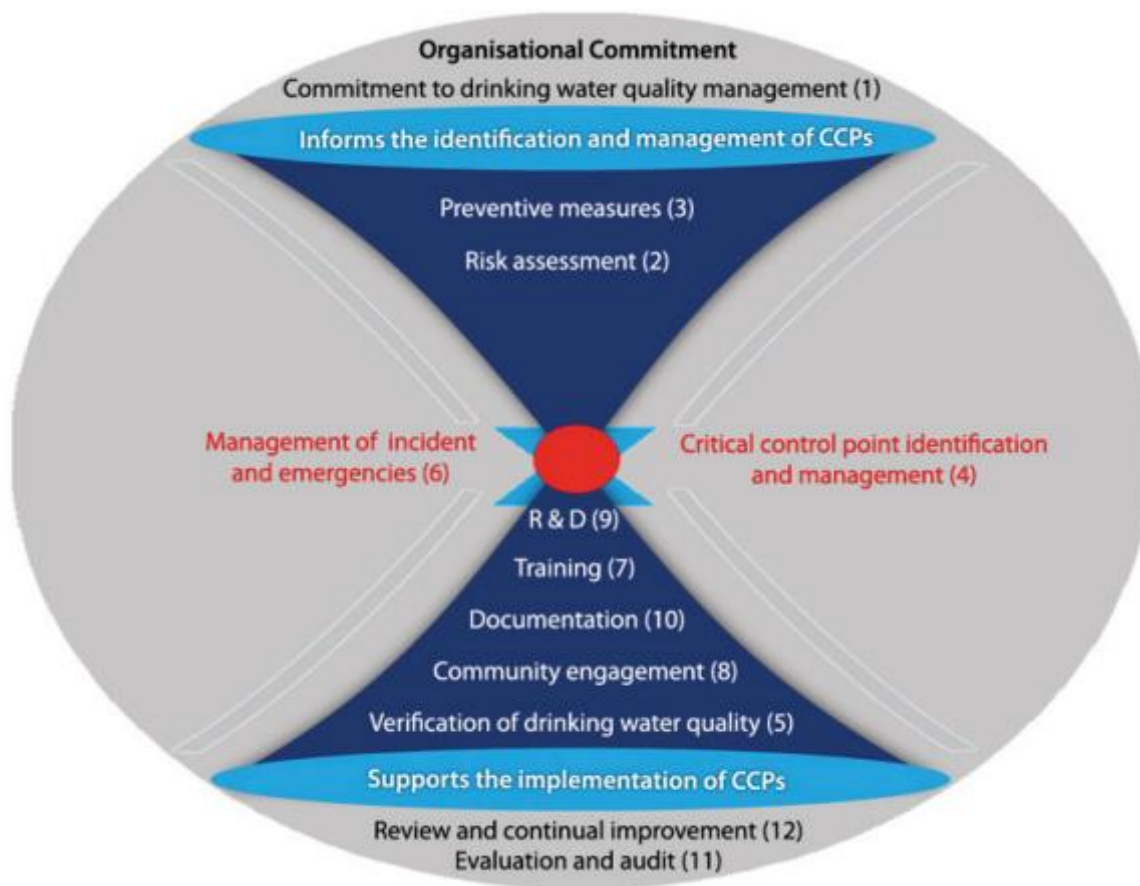 Organisational Commitment
Commitment to drinking water quality management (1)
Informs the identification and management of CCPs
Preventive measures (3)
Risk assessment (2)
Management of incident
and emergencies (6)
Critical control point identification
and management (4)
R & D (9)
Training (7)
Documentation (10)
Community engagement (8)
Verification of drinking water quality (5)
Supports the implementation of CCPs
Review and continual improvement (12)
Evaluation and audit (11)